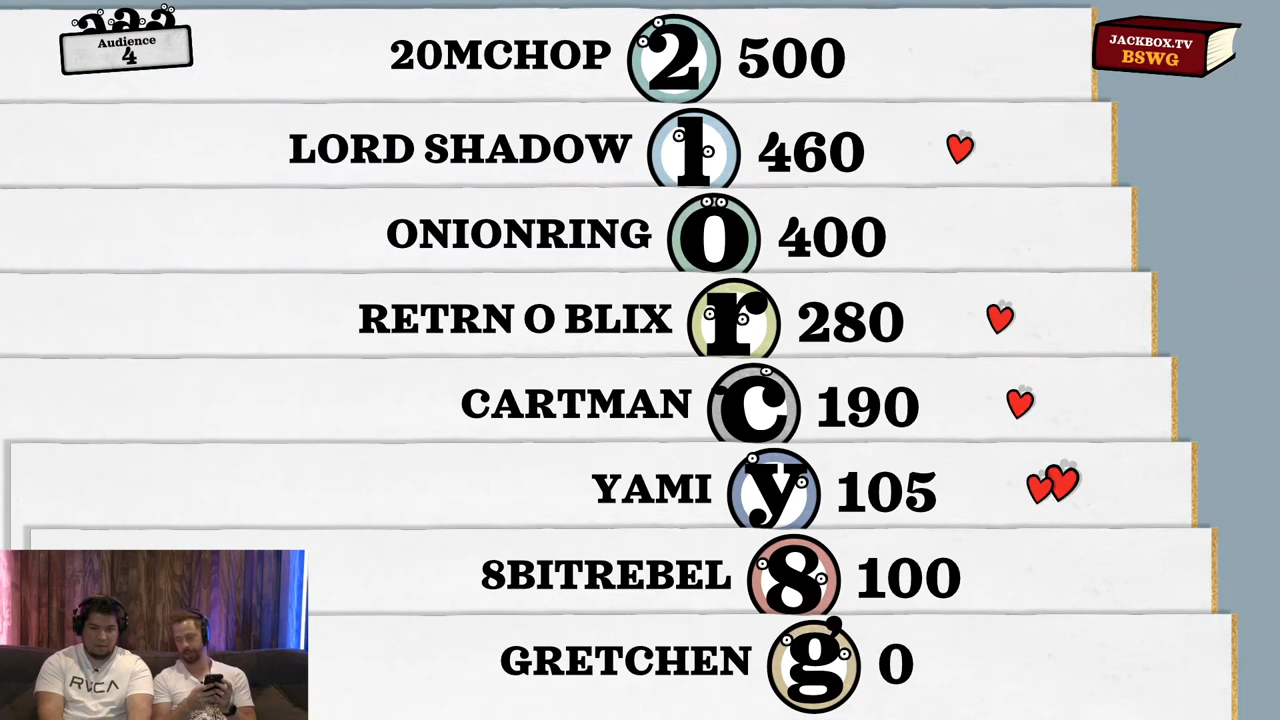 Audience
4
JACKBOX.TV
BSWG
20MCHOP 2 500
LORD SHADOW l 460
ONIONRING o 400
RETRN O BLIX r 280
CARTMAN c 190
YAMI y 105
8BITREBEL 8 100
GRETCHEN g 0
RVCA